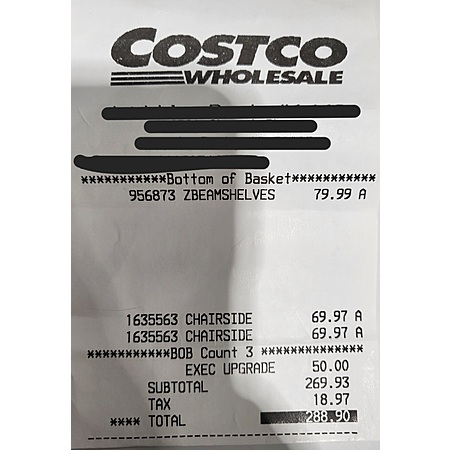 COSTCO
WHOLESALE
***********Bottom of Basket***********
956873 ZBEAMSHELVES 79.99 A
1635563 CHAIRSIDE 69.97 A
1635563 CHAIRSIDE 69.97 A
***********BOB Count 3 **************
EXEC UPGRADE 50.00
SUBTOTAL 269.93
TAX 18.97
**** TOTAL 288.90